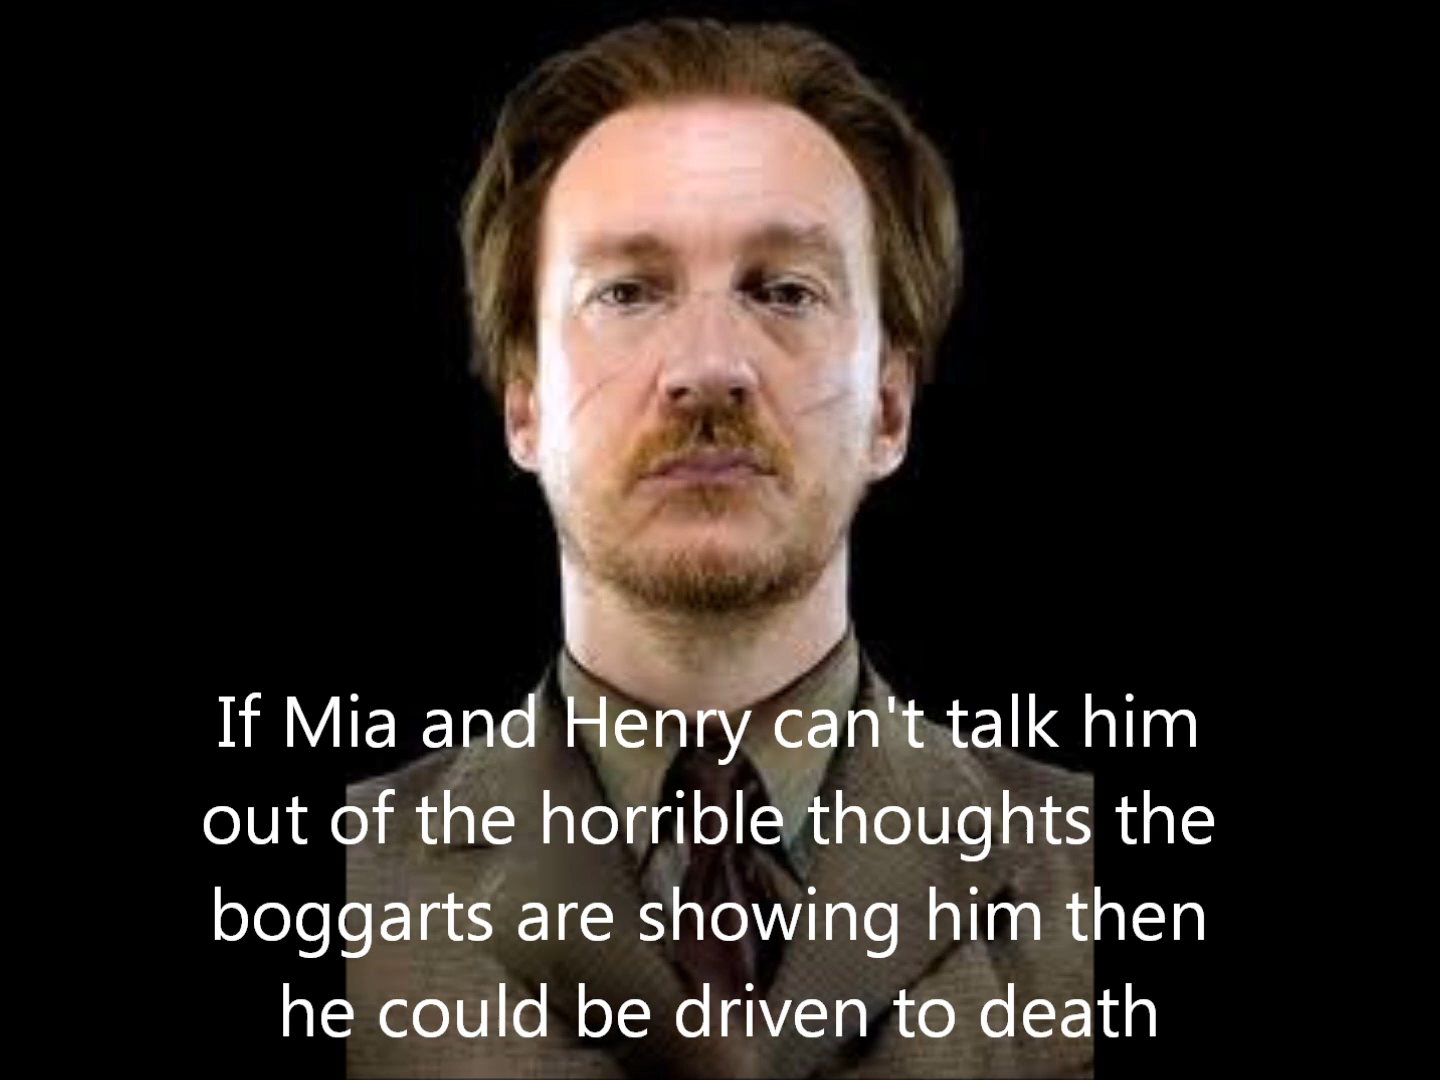 If Mia and Henry can't talk him
out of the horrible thoughts the
boggarts are showing him then
he could be driven to death